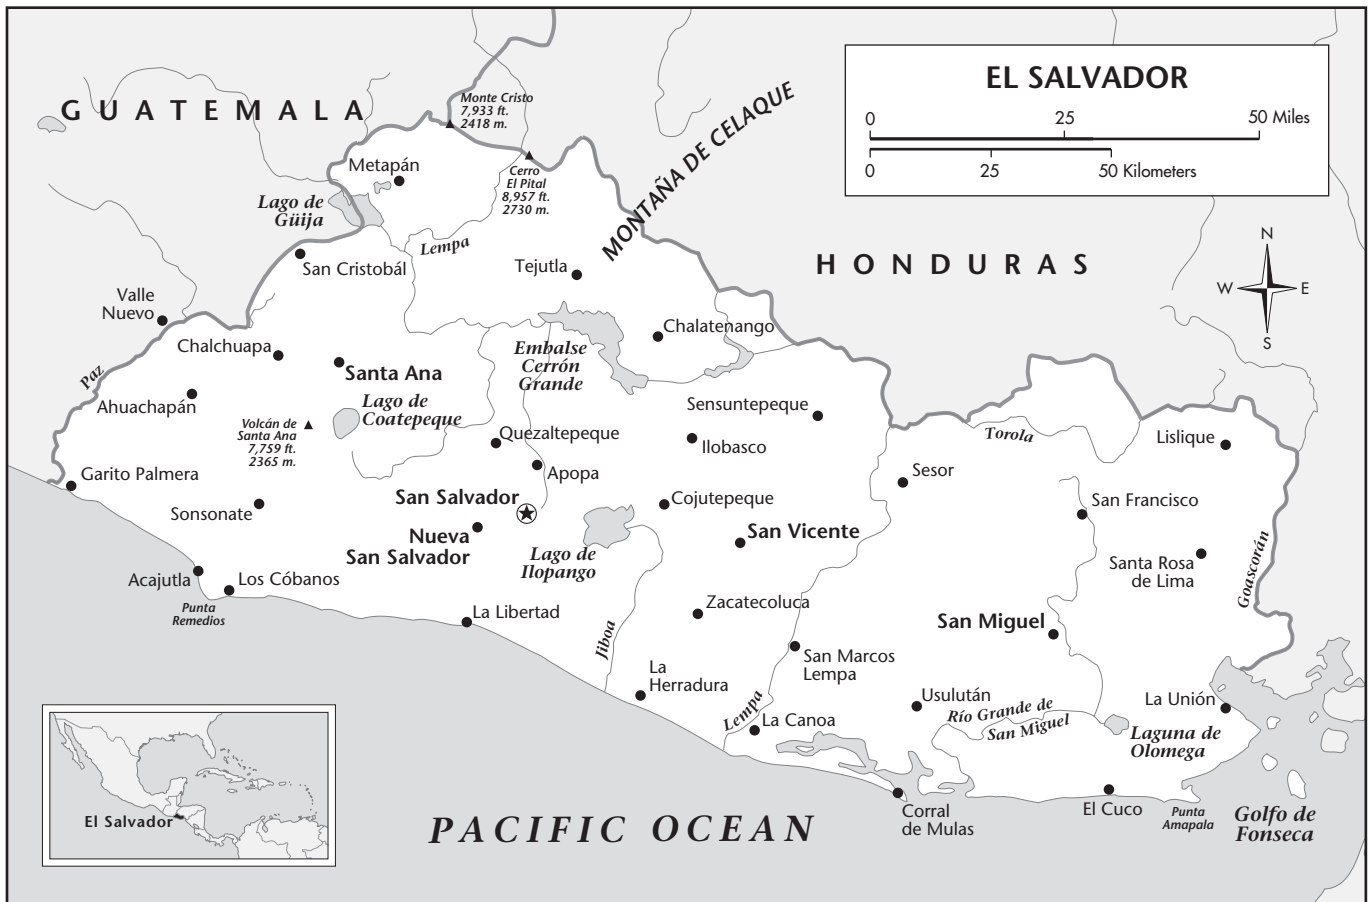 EL SALVADOR
0 25 50 Miles
0 25 50 Kilometers
GUATEMALA
Monte Cristo
7,933 ft.
2418 m.
MONTAÑA DE CELAQUE
Metapán
Cerro
El Pital
8,957 ft.
2730 m.
Lago de
Güija
Lempa
HONDURAS
N
W E
S
San Cristobál
Tejutla
Valle
Nuevo
Chalatenango
Chalchuapa
Embalse
Cerrón
Grande
Paz
Santa Ana
Ahuachapán
Lago de
Coatepeque
Sensuntepeque
Volcán de
Santa Ana
7,759 ft.
2365 m.
Quezaltepeque
Ilobasco
Torola
Lislique
Garito Palmera
Apopa
Sesor
San Salvador
Cojutepeque
San Francisco
Sonsonate
Nueva
San Salvador
San Vicente
Lago de
Ilopango
Santa Rosa
de Lima
Goascorán
Acajutla
Los Cóbanos
Punta
Remedios
La Libertad
Zacatecoluca
San Miguel
Jiboa
San Marcos
Lempa
La
Herradura
Usulután
La Unión
Lempa
La Canoa
Río Grande de
San Miguel
Laguna de
Olomega
El Salvador
PACIFIC OCEAN
Corral
de Mulas
El Cuco
Punta
Amapala
Golfo de
Fonseca